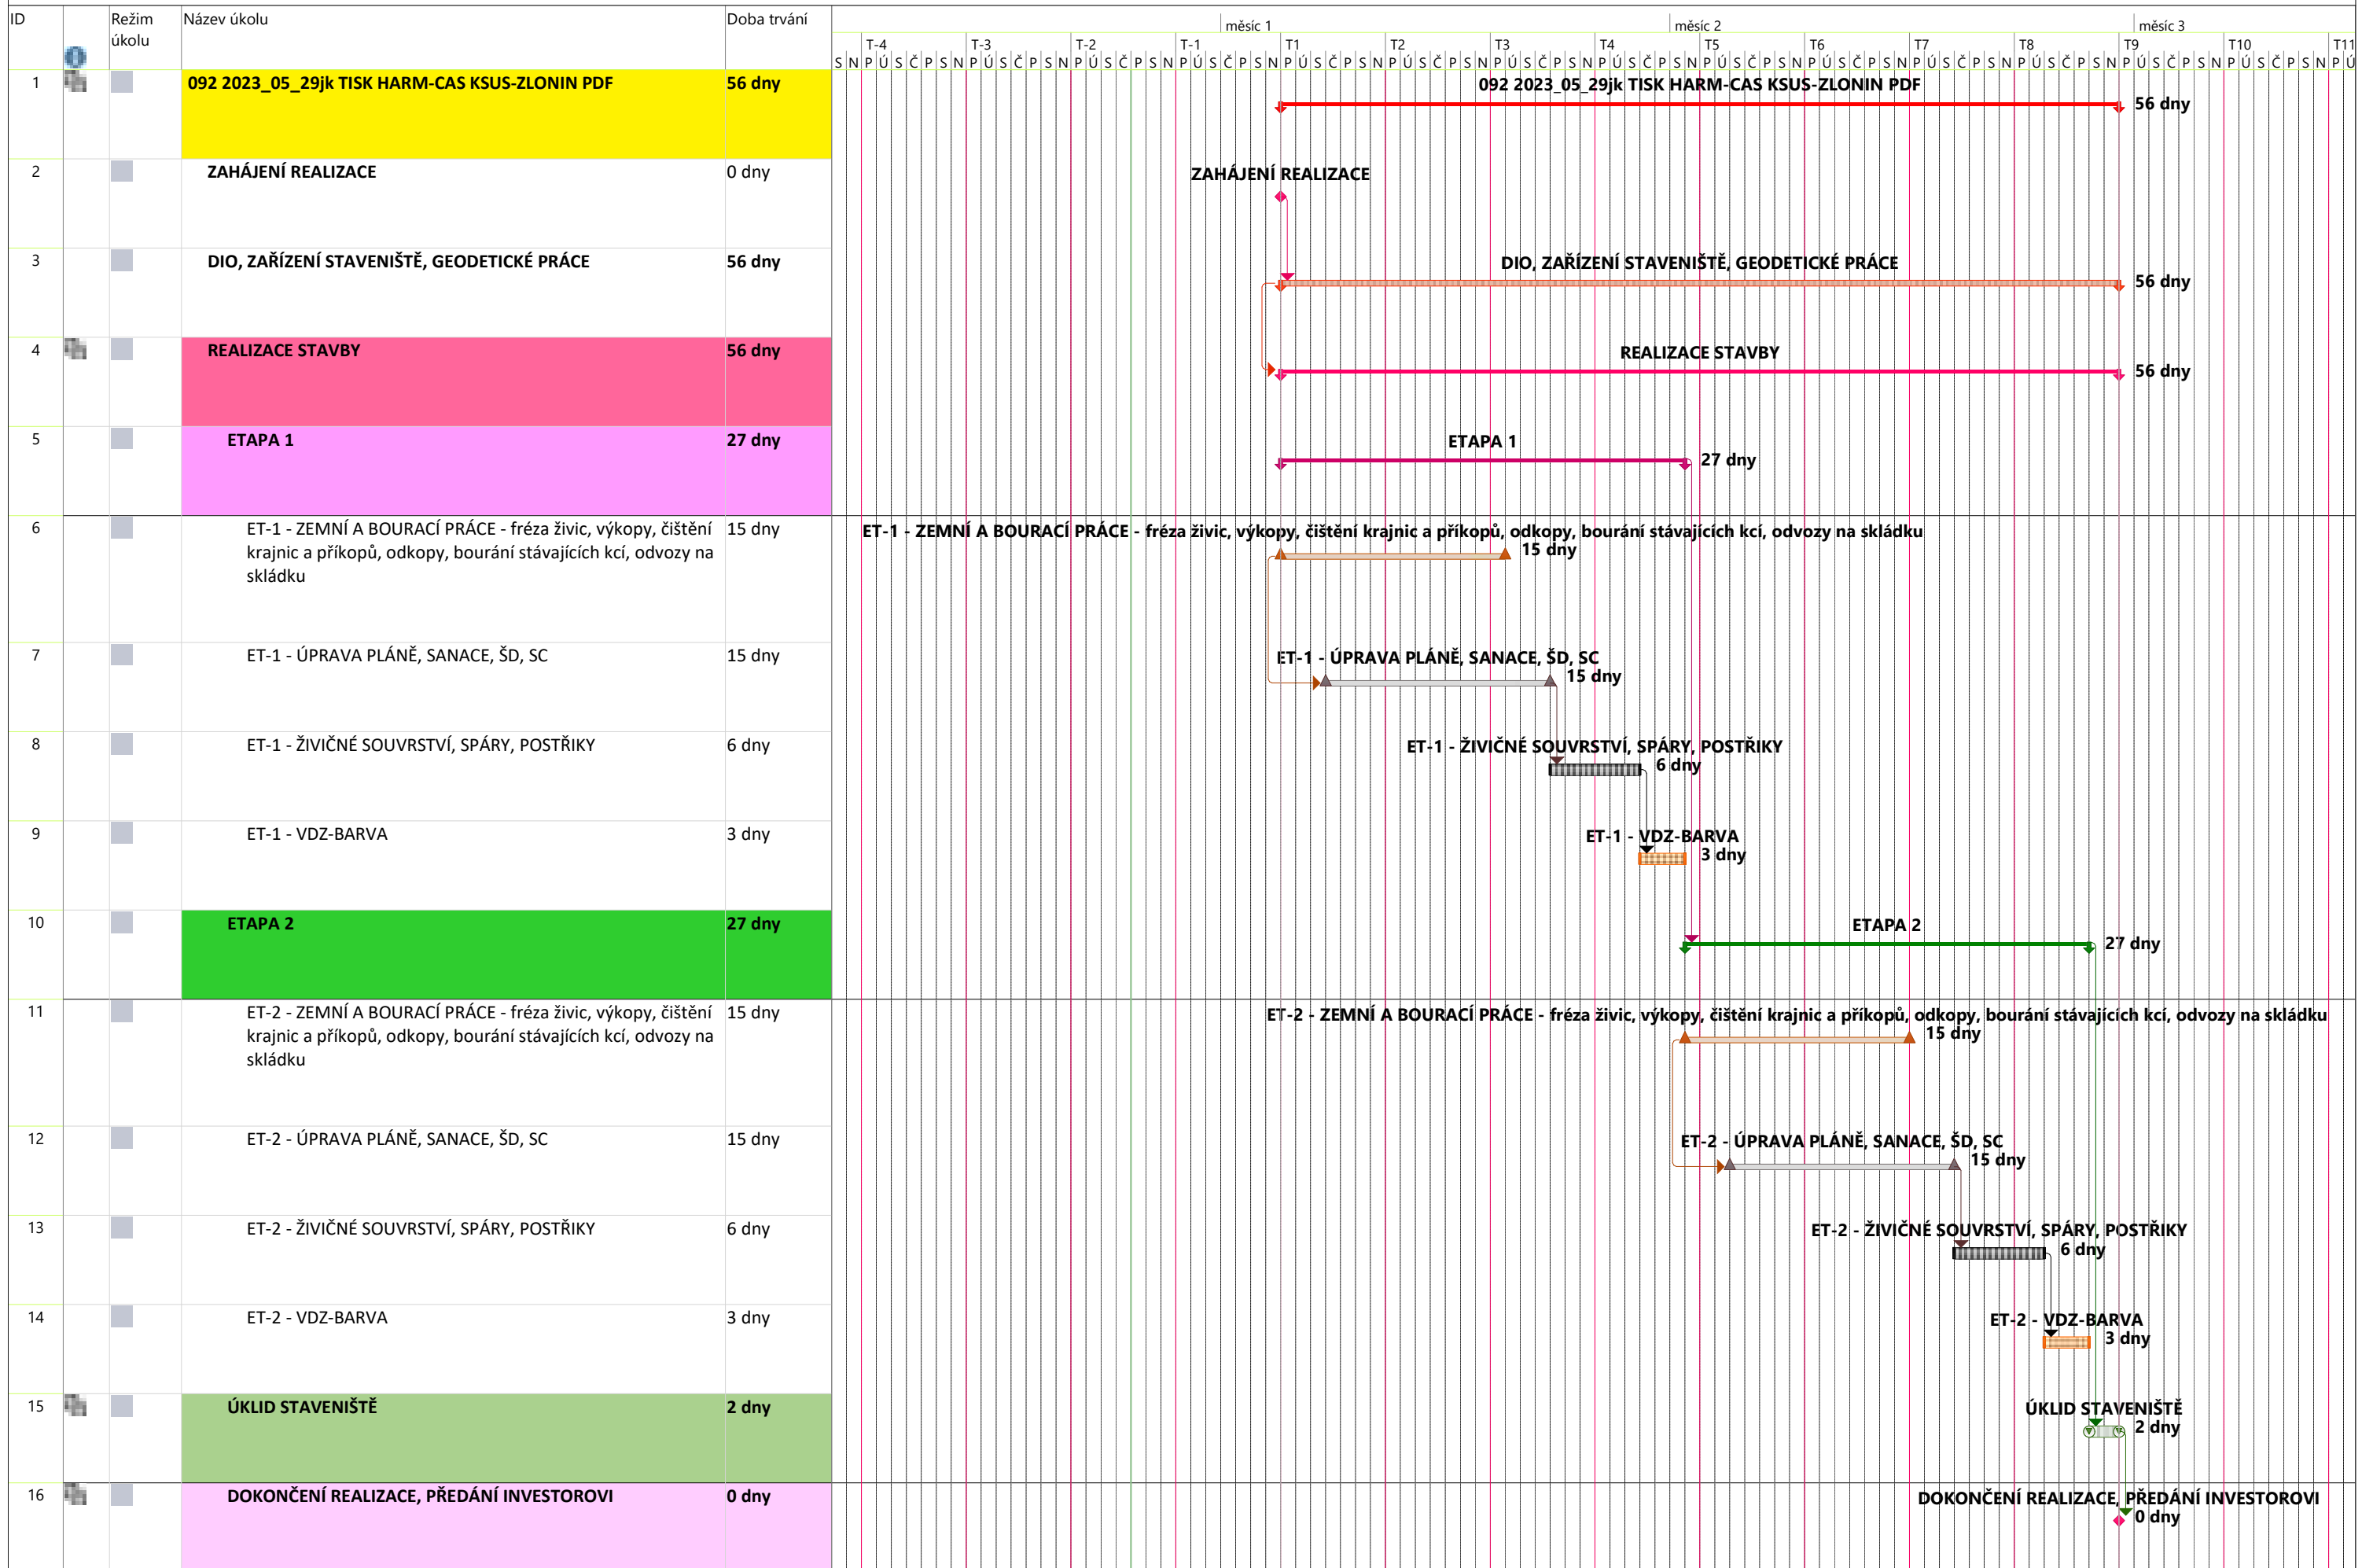 ID
Režim úkolu
Název úkolu
Doba trvání
měsíc 1
měsíc 2
měsíc 3
T-4 T-3 T-2 T-1 T1 T2 T3 T4 T5 T6 T7 T8 T9 T10 T11
S N P Ú S Č P S N P Ú S Č P S N P Ú S Č P S N P Ú S Č P S N P Ú S Č P S N P Ú S Č P S N P Ú S Č P S N P Ú S Č P S N P Ú S Č P S N P Ú S Č P S N P Ú S Č P S N P Ú S Č P S N P Ú S Č P S N P Ú S Č P S N P Ú
1 092 2023_05_29jk TISK HARM-CAS KSUS-ZLONIN PDF 56 dny
092 2023_05_29jk TISK HARM-CAS KSUS-ZLONIN PDF
56 dny
2 ZAHÁJENÍ REALIZACE 0 dny
ZAHÁJENÍ REALIZACE
3 DIO, ZAŘÍZENÍ STAVENIŠTĚ, GEODETICKÉ PRÁCE 56 dny
DIO, ZAŘÍZENÍ STAVENIŠTĚ, GEODETICKÉ PRÁCE
56 dny
4 REALIZACE STAVBY 56 dny
REALIZACE STAVBY
56 dny
5 ETAPA 1 27 dny
ETAPA 1
27 dny
6 ET-1 - ZEMNÍ A BOURACÍ PRÁCE - fréza živic, výkopy, čištění 15 dny
krajnic a příkopů, odkopy, bourání stávajících kcí, odvozy na
skládku
ET-1 - ZEMNÍ A BOURACÍ PRÁCE - fréza živic, výkopy, čištění krajnic a příkopů, odkopy, bourání stávajících kcí, odvozy na skládku
15 dny
7 ET-1 - ÚPRAVA PLÁNĚ, SANACE, ŠD, SC 15 dny
ET-1 - ÚPRAVA PLÁNĚ, SANACE, ŠD, SC
15 dny
8 ET-1 - ŽIVIČNÉ SOUVRSTVÍ, SPÁRY, POSTŘIKY 6 dny
ET-1 - ŽIVIČNÉ SOUVRSTVÍ, SPÁRY, POSTŘIKY
6 dny
9 ET-1 - VDZ-BARVA 3 dny
ET-1 - VDZ-BARVA
3 dny
10 ETAPA 2 27 dny
ETAPA 2
27 dny
11 ET-2 - ZEMNÍ A BOURACÍ PRÁCE - fréza živic, výkopy, čištění 15 dny
krajnic a příkopů, odkopy, bourání stávajících kcí, odvozy na
skládku
ET-2 - ZEMNÍ A BOURACÍ PRÁCE - fréza živic, výkopy, čištění krajnic a příkopů, odkopy, bourání stávajících kcí, odvozy na skládku
15 dny
12 ET-2 - ÚPRAVA PLÁNĚ, SANACE, ŠD, SC 15 dny
ET-2 - ÚPRAVA PLÁNĚ, SANACE, ŠD, SC
15 dny
13 ET-2 - ŽIVIČNÉ SOUVRSTVÍ, SPÁRY, POSTŘIKY 6 dny
ET-2 - ŽIVIČNÉ SOUVRSTVÍ, SPÁRY, POSTŘIKY
6 dny
14 ET-2 - VDZ-BARVA 3 dny
ET-2 - VDZ-BARVA
3 dny
15 ÚKLID STAVENIŠTĚ 2 dny
ÚKLID STAVENIŠTĚ
2 dny
16 DOKONČENÍ REALIZACE, PŘEDÁNÍ INVESTOROVI 0 dny
DOKONČENÍ REALIZACE, PŘEDÁNÍ INVESTOROVI
0 dny